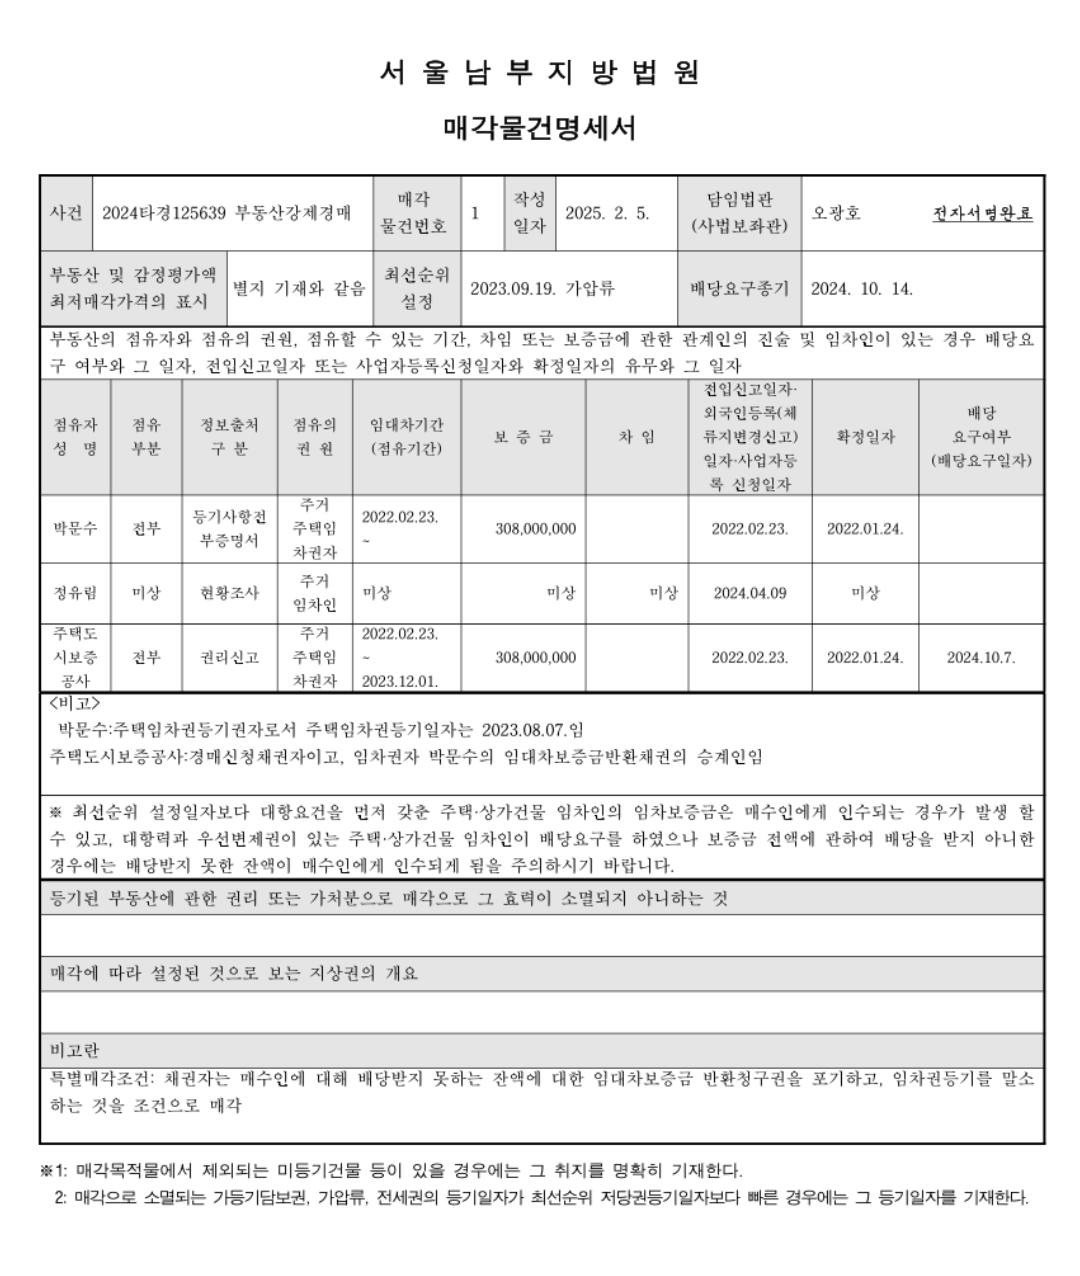 서 울 남 부 지 방 법 원
매각물건명세서
사건 2024타경125639 부동산강제경매 매각 물건번호 1 작성 일자 2025. 2. 5. 담임법관 (사법보좌관) 오광호 전자서명완료
부동산 및 감정평가액 최저매각가격의 표시 별지 기재와 같음 최선순위 설정 2023.09.19. 가압류 배당요구종기 2024. 10. 14.
부동산의 점유자와 점유의 권원, 점유할 수 있는 기간, 차임 또는 보증금에 관한 관계인의 진술 및 임차인이 있는 경우 배당요
구 여부와 그 일자, 전입신고일자 또는 사업자등록신청일자와 확정일자의 유무와 그 일자
점유자 성 명 점유 부분 정보출처 구 분 점유의 권 원 임대차기간 (점유기간) 보 증 금 차 임 전입신고일자· 외국인등록(체 류지변경신고) 일자·사업자등 록 신청일자 확정일자 배당 요구여부 (배당요구일자)
박문수 전부 등기사항전 부증명서 주거 주택임 차권자 2022.02.23. ~ 308,000,000 2022.02.23. 2022.01.24.
정유림 미상 현황조사 주거 임차인 미상 미상 미상 2024.04.09 미상
주택도 시보증 공사 전부 권리신고 주거 주택임 차권자 2022.02.23. ~ 2023.12.01. 308,000,000 2022.02.23. 2022.01.24. 2024.10.7.
<비고>
박문수:주택임차권등기권자로서 주택임차권등기일자는 2023.08.07.임
주택도시보증공사:경매신청채권자이고, 임차권자 박문수의 임대차보증금반환채권의 승계인임
※ 최선순위 설정일자보다 대항요건을 먼저 갖춘 주택·상가건물 임차인의 임차보증금은 매수인에게 인수되는 경우가 발생 할
수 있고, 대항력과 우선변제권이 있는 주택·상가건물 임차인이 배당요구를 하였으나 보증금 전액에 관하여 배당을 받지 아니한
경우에는 배당받지 못한 잔액이 매수인에게 인수되게 됨을 주의하시기 바랍니다.
등기된 부동산에 관한 권리 또는 가처분으로 매각으로 그 효력이 소멸되지 아니하는 것
매각에 따라 설정된 것으로 보는 지상권의 개요
비고란
특별매각조건: 채권자는 매수인에 대해 배당받지 못하는 잔액에 대한 임대차보증금 반환청구권을 포기하고, 임차권등기를 말소
하는 것을 조건으로 매각
※1: 매각목적물에서 제외되는 미등기건물 등이 있을 경우에는 그 취지를 명확히 기재한다.
2: 매각으로 소멸되는 가등기담보권, 가압류, 전세권의 등기일자가 최선순위 저당권등기일자보다 빠른 경우에는 그 등기일자를 기재한다.